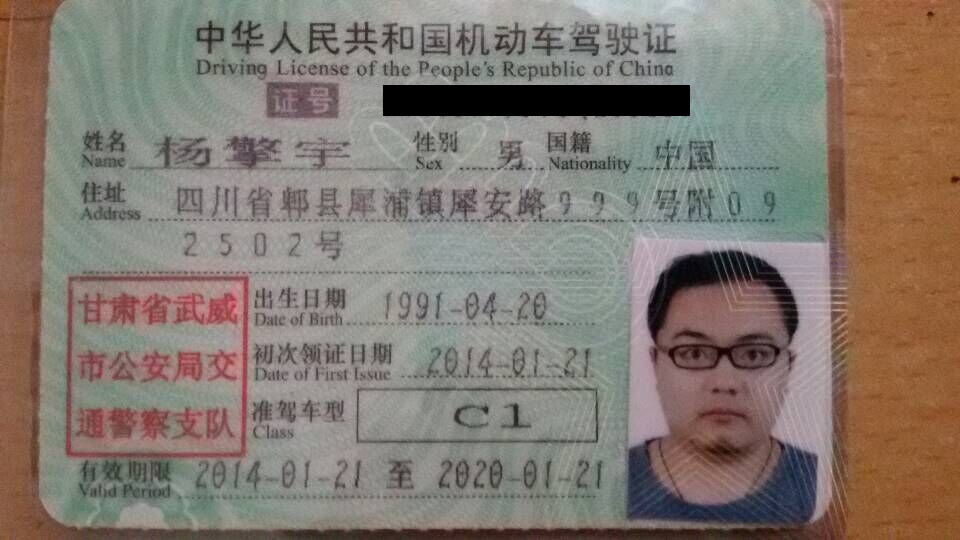 中华人民共和国机动车驾驶证
Driving License of the People's Republic of China
证号
姓名 杨擎宇 性别 男 国籍 中国
Name Sex Nationality
住址 四川省郫县犀浦镇犀安路999号附09
Address
2502号
甘肃省武威
市公安局交
通警察支队
出生日期 1991-04-20
Date of Birth
初次领证日期 2014-01-21
Date of First Issue
准驾车型 C1
Class
有效期限 2014-01-21 至 2020-01-21
Valid Period